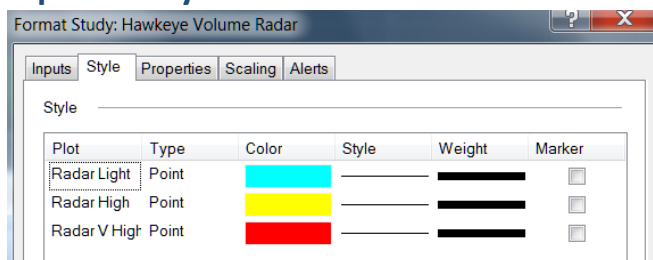 Format Study: Hawkeye Volume Radar ? X
Inputs Style Properties Scaling Alerts
Style
Plot Type Color Style Weight Marker
Radar Light Point
Radar High Point
Radar V High Point